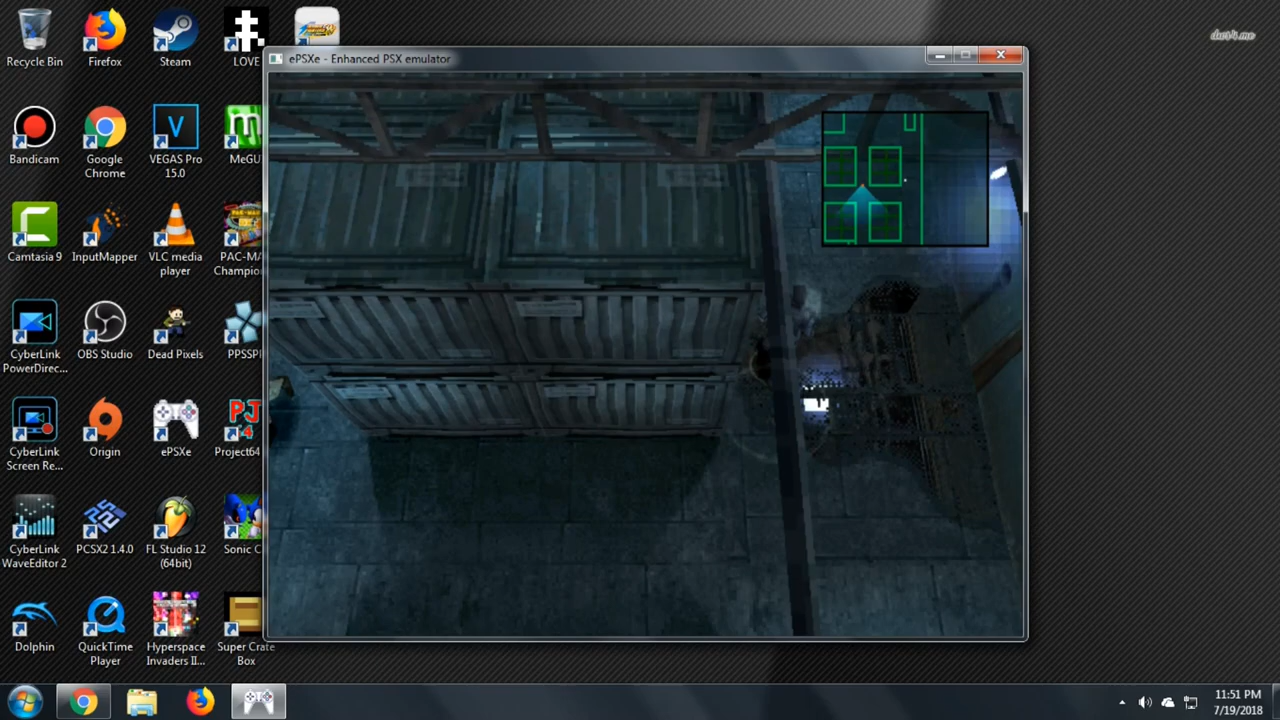 Recycle Bin
Firefox
Steam
LOVE
ePSXe - Enhanced PSX emulator
Bandicam
Google
Chrome
VEGAS Pro
15.0
MeGU
Camtasia 9
InputMapper
VLC media
player
PAC-MA
Champio...
CyberLink
PowerDirec...
OBS Studio
Dead Pixels
PPSSPP
CyberLink
Screen Re...
Origin
ePSXe
Project64
CyberLink
WaveEditor 2
PCSX2 1.4.0
FL Studio 12
(64bit)
Sonic C
Dolphin
QuickTime
Player
Hyperspace
Invaders II...
Super Crate
Box
11:51 PM
7/19/2018